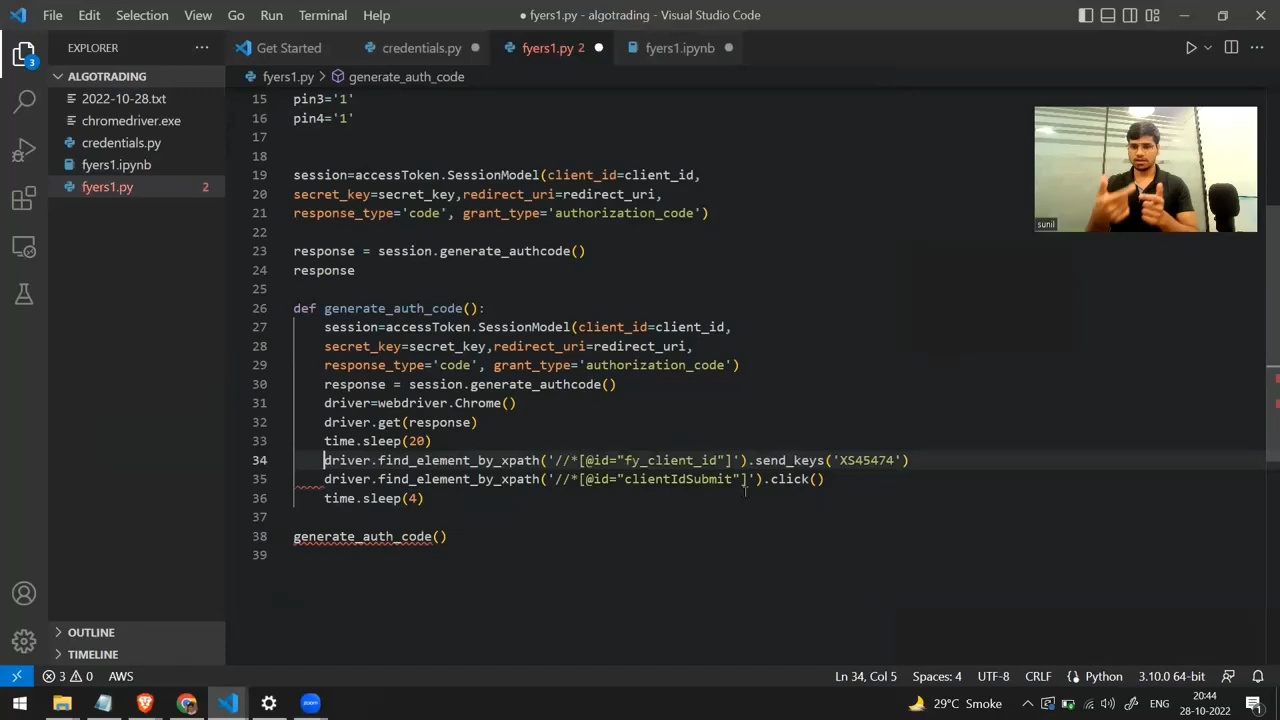 File Edit Selection View Go Run Terminal Help
● fyers1.py - algotrading - Visual Studio Code
EXPLORER
Get Started credentials.py fyers1.py 2 fyers1.ipynb
ALGOTRADING
fyers1.py > generate_auth_code
2022-10-28.txt
chromedriver.exe
credentials.py
fyers1.ipynb
fyers1.py 2
3
15 pin3='1'
16 pin4='1'
17
18
19 session=accessToken.SessionModel(client_id=client_id,
20 secret_key=secret_key,redirect_uri=redirect_uri,
21 response_type='code', grant_type='authorization_code')
22
23 response = session.generate_authcode()
24 response
25
26 def generate_auth_code():
27 session=accessToken.SessionModel(client_id=client_id,
28 secret_key=secret_key,redirect_uri=redirect_uri,
29 response_type='code', grant_type='authorization_code')
30 response = session.generate_authcode()
31 driver=webdriver.Chrome()
32 driver.get(response)
33 time.sleep(20)
34 driver.find_element_by_xpath('//*[@id="fy_client_id"]').send_keys('XS45474')
35 driver.find_element_by_xpath('//*[@id="clientIdSubmit"]').click()
36 time.sleep(4)
37
38 generate_auth_code()
39
sunil
OUTLINE
TIMELINE
3 0 AWS
Ln 34, Col 5 Spaces: 4 UTF-8 CRLF Python 3.10.0 64-bit
29°C Smoke
ENG
20:44
28-10-2022
1